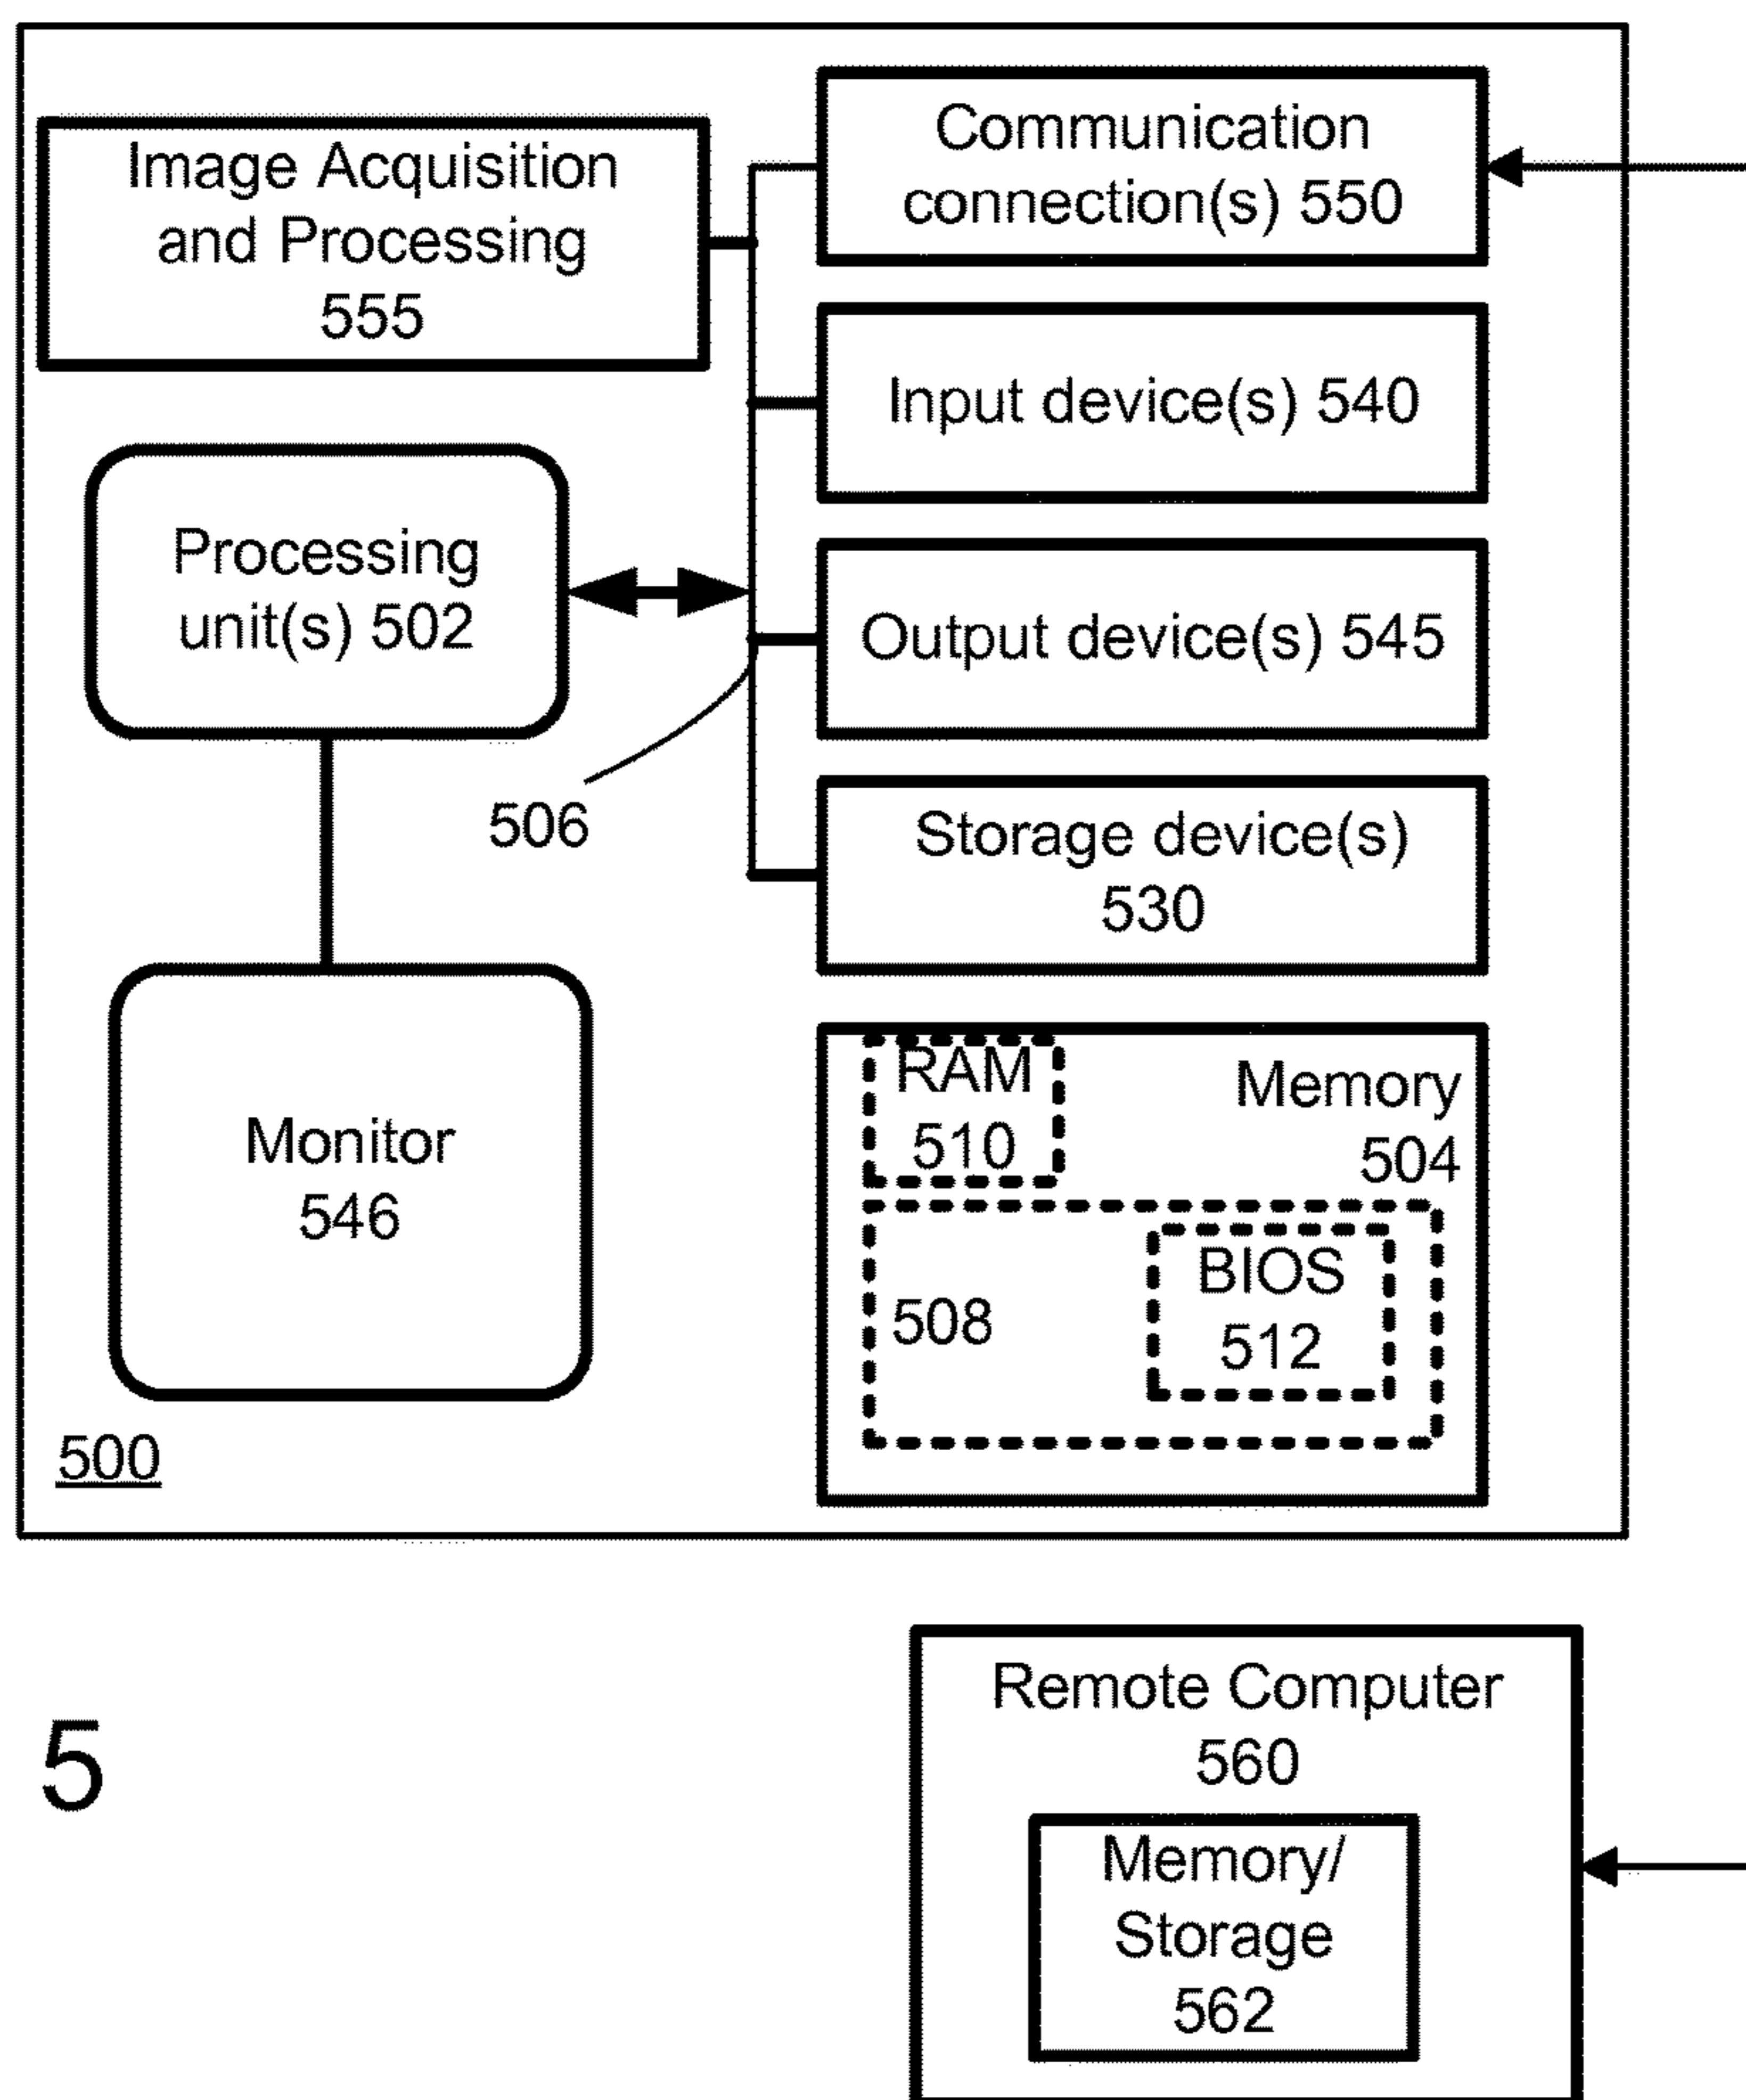 Image Acquisition
and Processing
555
Communication
connection(s) 550
Input device(s) 540
Processing
unit(s) 502
Output device(s) 545
506
Storage device(s)
530
Monitor
546
RAM
510
Memory
504
508
BIOS
512
500
5
Remote Computer
560
Memory/
Storage
562